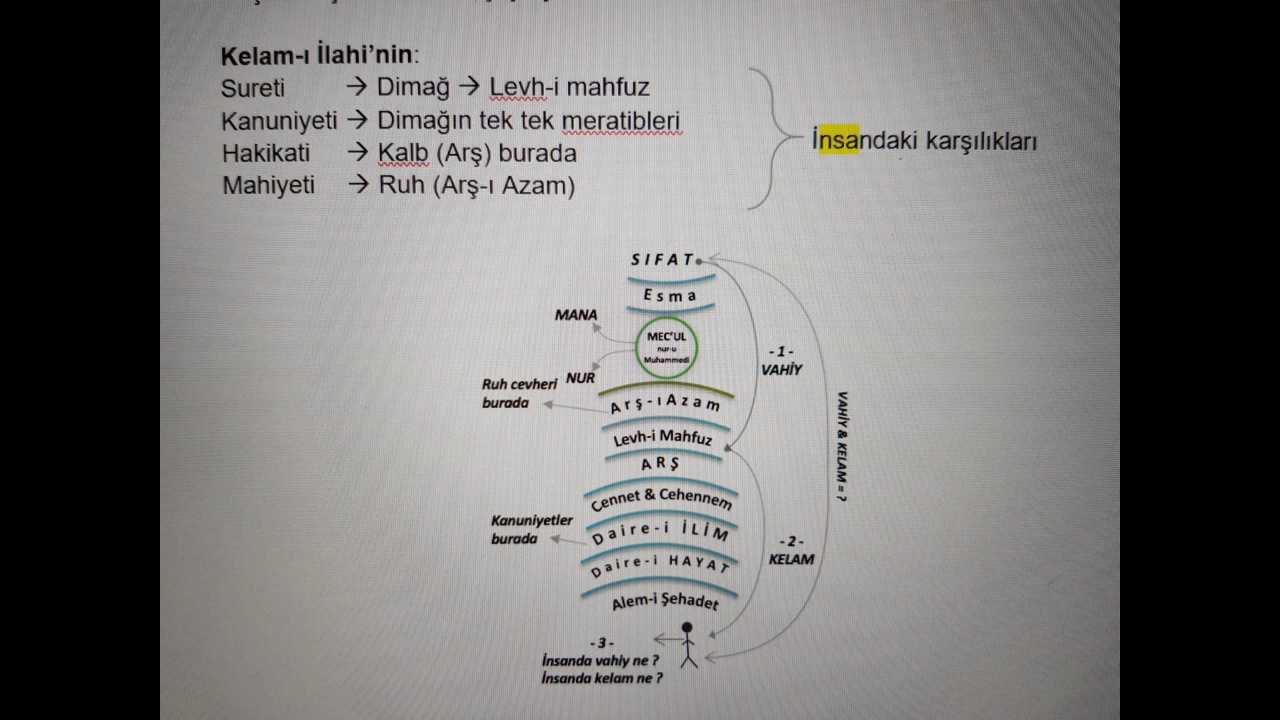 Kelam-ı İlahi’nin:
Sureti → Dimağ → Levh-i mahfuz
Kanuniyeti → Dimağın tek tek meratibleri
Hakikati → Kalb (Arş) burada
Mahiyeti → Ruh (Arş-ı Azam)
İnsandaki karşılıkları
SIFAT
Esma
MANA
MEC’UL
nur-u
Muhammedi
NUR
Ruh cevheri
burada
Arş-ı Azam
Levh-i Mahfuz
ARŞ
Cennet & Cehennem
Kanuniyetler
burada
Daire-i İLİM
Daire-i HAYAT
Alem-i Şehadet
-1-
VAHİY
VAHİY & KELAM = ?
-2-
KELAM
-3-
İnsanda vahiy ne ?
İnsanda kelam ne ?